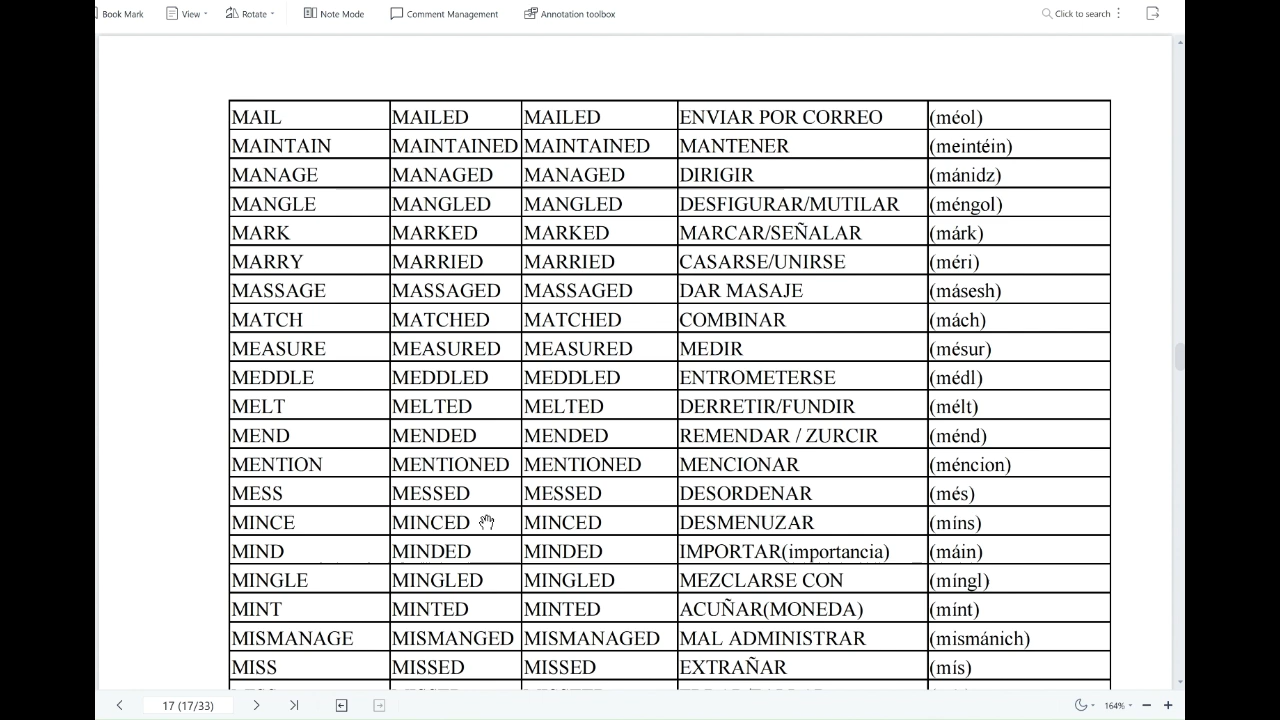 Book Mark View Rotate Note Mode Comment Management Annotation toolbox Click to search
MAIL MAILED MAILED ENVIAR POR CORREO (méol)
MAINTAIN MAINTAINED MAINTAINED MANTENER (meintéin)
MANAGE MANAGED MANAGED DIRIGIR (mánidz)
MANGLE MANGLED MANGLED DESFIGURAR/MUTILAR (méngol)
MARK MARKED MARKED MARCAR/SEÑALAR (márk)
MARRY MARRIED MARRIED CASARSE/UNIRSE (méri)
MASSAGE MASSAGED MASSAGED DAR MASAJE (másesh)
MATCH MATCHED MATCHED COMBINAR (mách)
MEASURE MEASURED MEASURED MEDIR (mésur)
MEDDLE MEDDLED MEDDLED ENTROMETERSE (médl)
MELT MELTED MELTED DERRETIR/FUNDIR (mélt)
MEND MENDED MENDED REMENDAR / ZURCIR (ménd)
MENTION MENTIONED MENTIONED MENCIONAR (méncion)
MESS MESSED MESSED DESORDENAR (més)
MINCE MINCED MINCED DESMENUZAR (míns)
MIND MINDED MINDED IMPORTAR(importancia) (máin)
MINGLE MINGLED MINGLED MEZCLARSE CON (míngl)
MINT MINTED MINTED ACUÑAR(MONEDA) (mínt)
MISMANAGE MISMANGED MISMANAGED MAL ADMINISTRAR (mismánich)
MISS MISSED MISSED EXTRAÑAR (mís)
17 (17/33) 164%